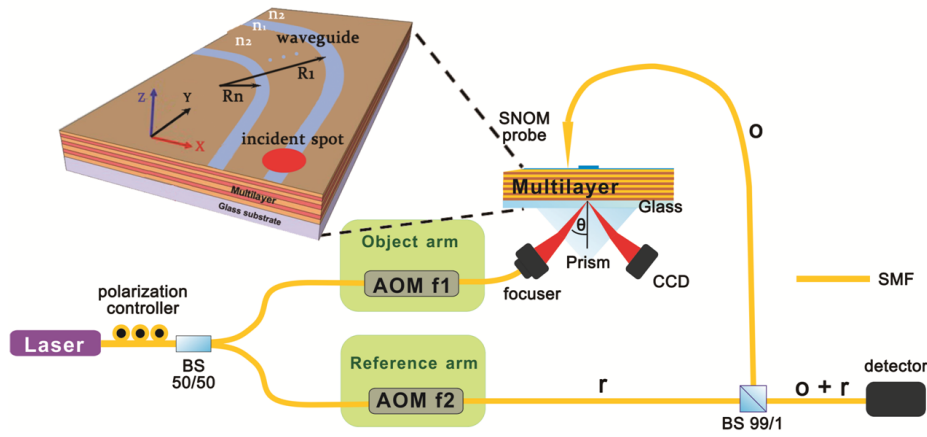 n2
n1
n2
waveguide
R1
Rn
Z
Y
X
incident spot
Multilayer
Glass substrate
SNOM
probe
o
Multilayer
Glass
θ
Prism
focuser
CCD
SMF
Object arm
AOM f1
polarization
controller
Laser
BS
50/50
Reference arm
AOM f2
r
BS 99/1
o + r
detector